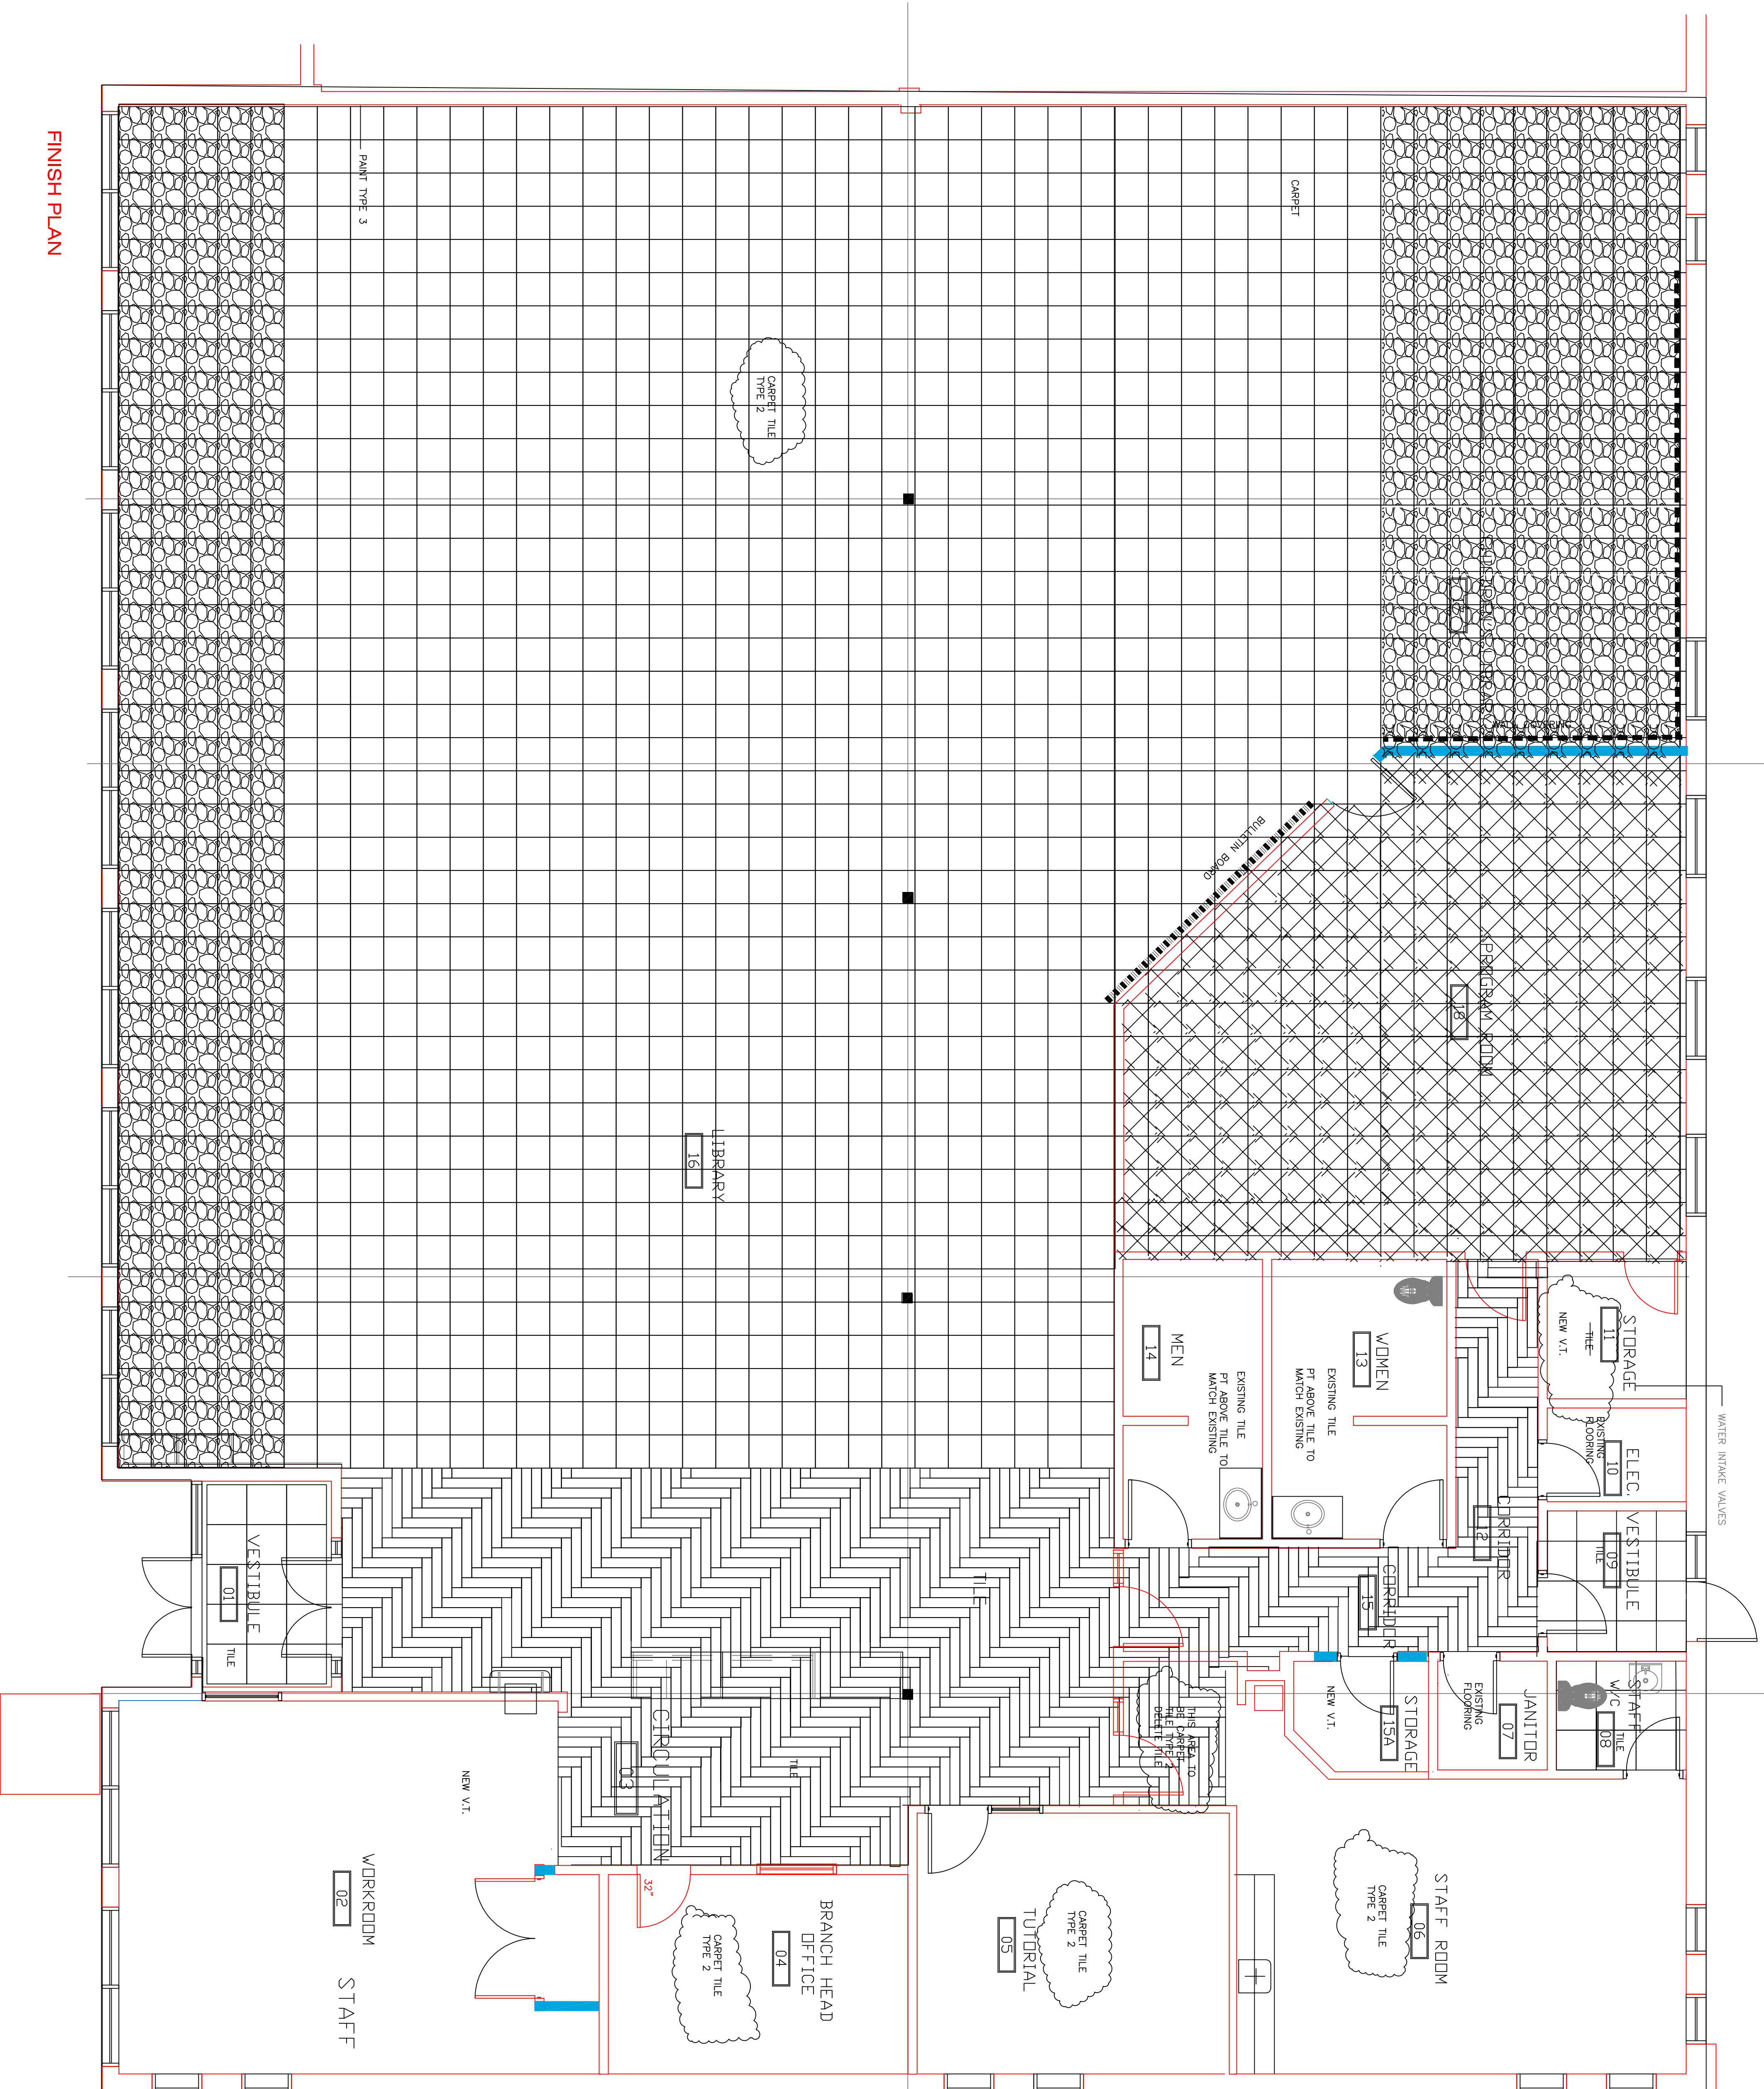 FINISH PLAN
PAINT TYPE 3
CARPET
CARPET TILE
TYPE 2
CHILDREN'S LIBRARY
17
WALL COVERING
BULLETIN BOARD
PROGRAM ROOM
18
LIBRARY
16
MEN
14
EXISTING TILE
PT ABOVE TILE TO
MATCH EXISTING
WOMEN
13
EXISTING TILE
PT ABOVE TILE TO
MATCH EXISTING
STORAGE
11
TILE
NEW V.T.
WATER INTAKE VALVES
ELEC.
10
EXISTING
FLOORING
CORRIDOR
12
VESTIBULE
09
TILE
CORRIDOR
15
TILE
VESTIBULE
01
TILE
STAFF
W/C
08
TILE
JANITOR
07
EXISTING
FLOORING
STORAGE
15A
NEW V.T.
THIS AREA TO
BE CARPET
TILE TYPE 2
DELETE TILE
CIRCULATION
03
TILE
NEW V.T.
WORKROOM
02
STAFF
32"
BRANCH HEAD
OFFICE
04
CARPET TILE
TYPE 2
TUTORIAL
05
CARPET TILE
TYPE 2
STAFF ROOM
06
CARPET TILE
TYPE 2